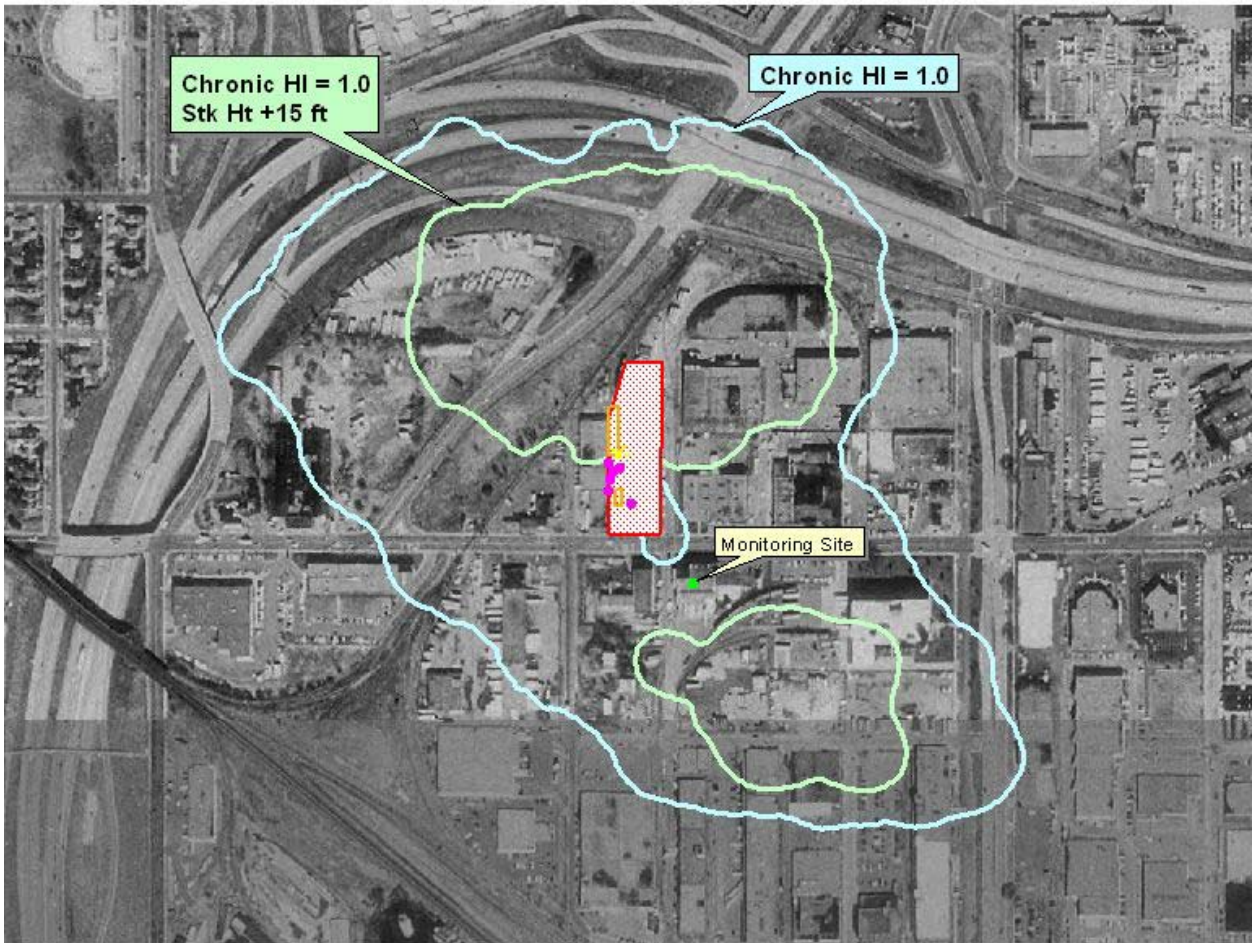 Chronic HI = 1.0
Stk Ht +15 ft
Chronic HI = 1.0
Monitoring Site